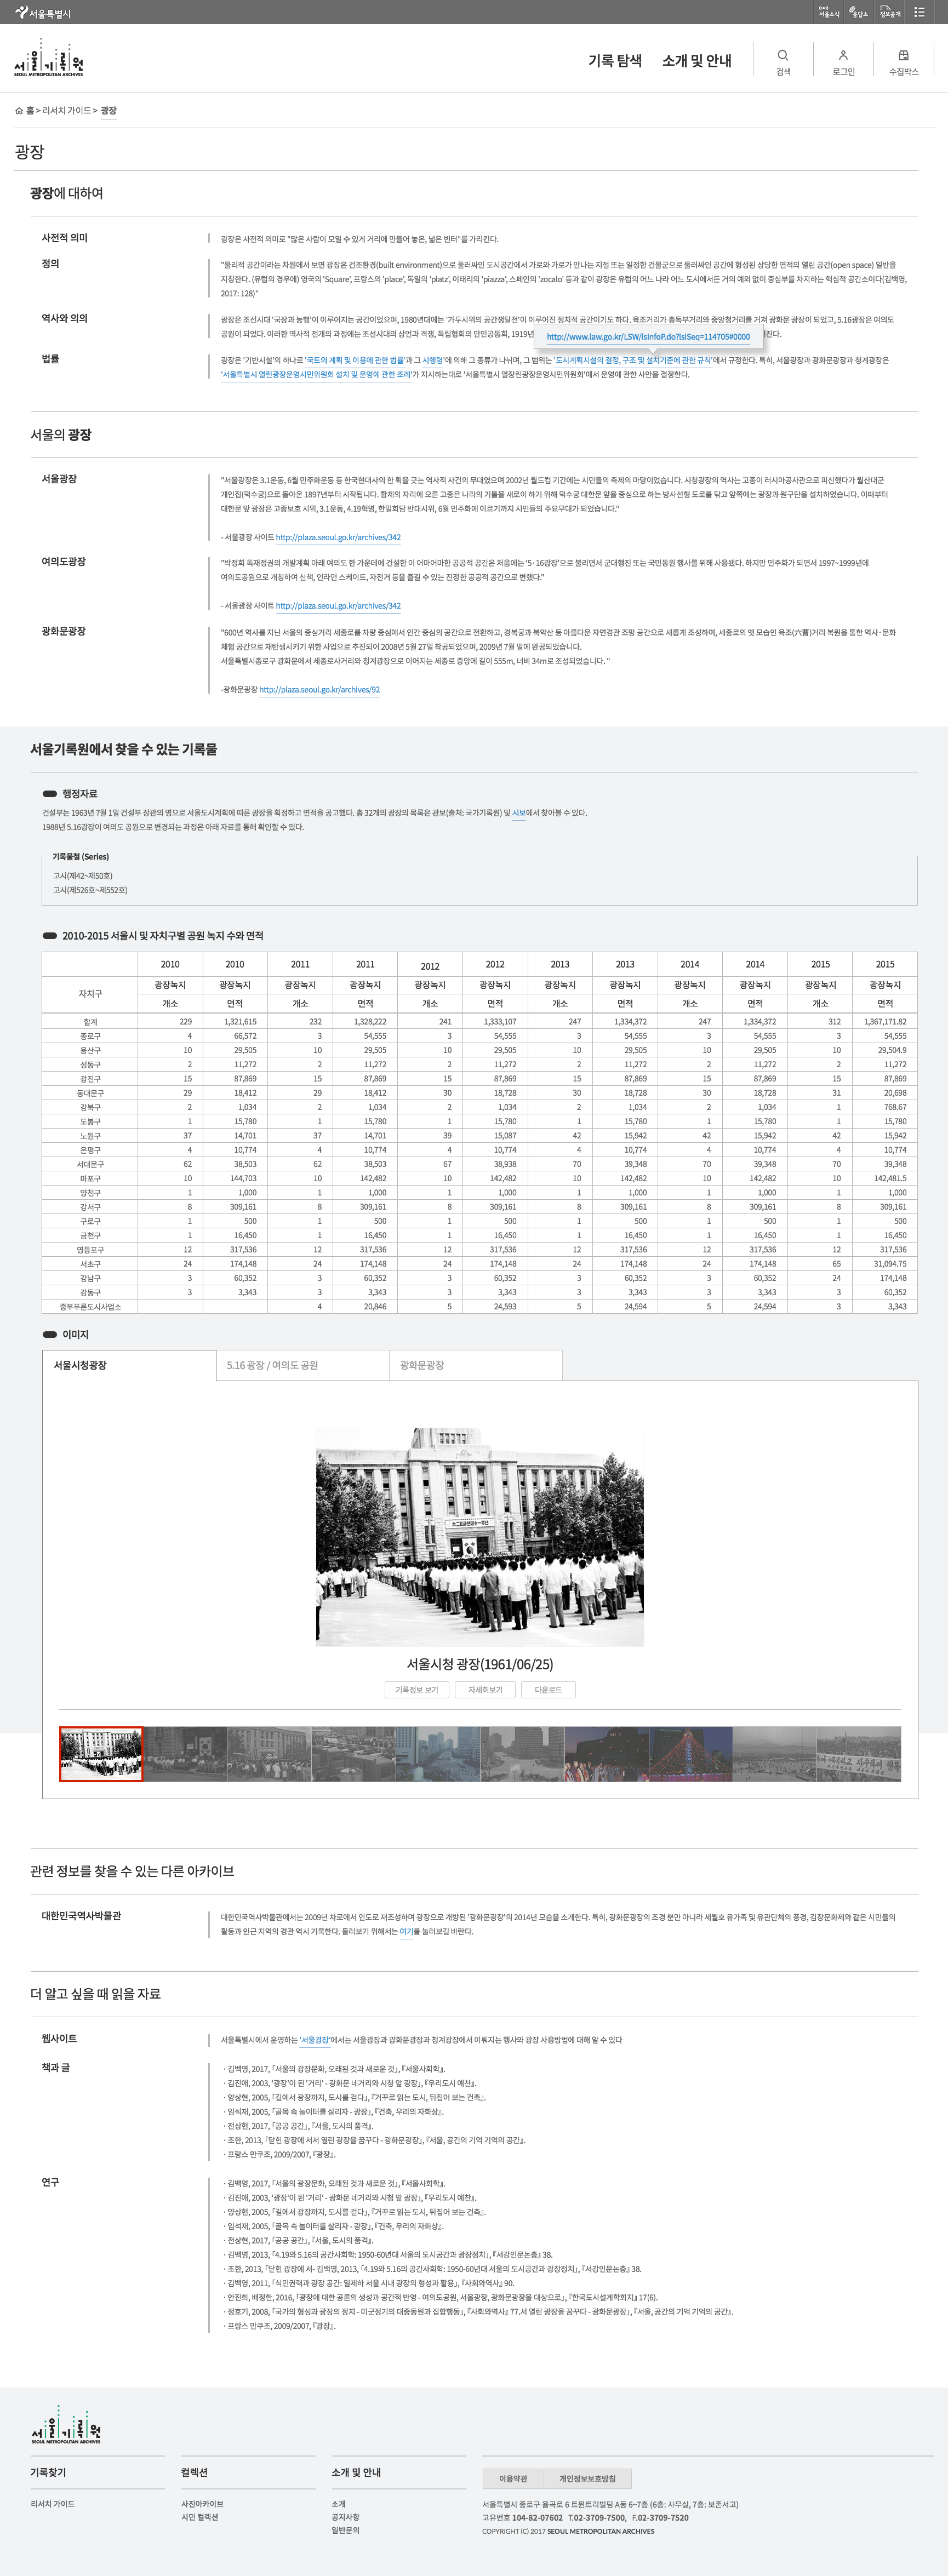 서울특별시
서울소식 응답소 정보공개
서울기록원
SEOUL METROPOLITAN ARCHIVES
기록 탐색 소개 및 안내 검색 로그인 수집박스
홈 > 리서치 가이드 > 광장
광장
광장에 대하여
사전적 의미
광장은 사전적 의미로 "많은 사람이 모일 수 있게 거리에 만들어 놓은, 넓은 빈터"를 가리킨다.
정의
"물리적 공간이라는 차원에서 보면 광장은 건조환경(built environment)으로 둘러싸인 도시공간에서 가로와 가로가 만나는 지점 또는 일정한 건물군으로 둘러싸인 공간에 형성된 상당한 면적의 열린 공간(open space) 일반을
지칭한다. (유럽의 경우에) 영국의 'Square', 프랑스의 'place', 독일의 'platz', 이태리의 'piazza', 스페인의 'zocalo' 등과 같이 광장은 유럽의 어느 나라 어느 도시에서든 거의 예외 없이 중심부를 차지하는 핵심적 공간소이다(김백영,
2017: 128)"
역사와 의의
광장은 조선시대 '국장과 능행'이 이루어지는 공간이었으며, 1980년대에는 '가두시위의 공간쟁탈전'이 이루어진 정치적 공간이기도 하다. 육조거리가 총독부거리와 중앙청거리를 거쳐 광화문 광장이 되었고, 5.16광장은 여의도
공원이 되었다. 이러한 역사적 전개의 과정에는 조선시대의 상언과 격쟁, 독립협회의 만민공동회, 1919년
http://www.law.go.kr/LSW/lsInfoP.do?lsiSeq=114705#0000
법률
광장은 '기반시설'의 하나로 '국토의 계획 및 이용에 관한 법률'과 그 시행령'에 의해 그 종류가 나뉘며, 그 범위는 '도시계획시설의 결정, 구조 및 설치기준에 관한 규칙'에서 규정한다. 특히, 서울광장과 광화문광장과 청계광장은
'서울특별시 열린광장운영시민위원회 설치 및 운영에 관한 조례'가 지시하는대로 '서울특별시 열장린광장운영시민위원회'에서 운영에 관한 사안을 결정한다.
서울의 광장
서울광장
"서울광장은 3.1운동, 6월 민주화운동 등 한국현대사의 한 획을 긋는 역사적 사건의 무대였으며 2002년 월드컵 기간에는 시민들의 축제의 마당이었습니다. 시청광장의 역사는 고종이 러시아공사관으로 피신했다가 월산대군
개인집(덕수궁)으로 돌아온 1897년부터 시작됩니다. 황제의 자리에 오른 고종은 나라의 기틀을 새로이 하기 위해 덕수궁 대한문 앞을 중심으로 하는 방사선형 도로를 닦고 앞쪽에는 광장과 원구단을 설치하였습니다. 이때부터
대한문 앞 광장은 고종보호 시위, 3.1운동, 4.19혁명, 한일회담 반대시위, 6월 민주화에 이르기까지 시민들의 주요무대가 되었습니다."
- 서울광장 사이트 http://plaza.seoul.go.kr/archives/342
여의도광장
"박정희 독재정권의 개발계획 아래 여의도 한 가운데에 건설한 이 어마어마한 공공적 공간은 처음에는 '5 · 16광장'으로 불리면서 군대행진 또는 국민동원 행사를 위해 사용됐다. 하지만 민주화가 되면서 1997~1999년에
여의도공원으로 개칭하여 산책, 인라인 스케이트, 자전거 등을 즐길 수 있는 진정한 공공적 공간으로 변했다."
- 서울광장 사이트 http://plaza.seoul.go.kr/archives/342
광화문광장
"600년 역사를 지닌 서울의 중심거리 세종로를 차량 중심에서 인간 중심의 공간으로 전환하고, 경복궁과 북악산 등 아름다운 자연경관 조망 공간으로 새롭게 조성하며, 세종로의 옛 모습인 육조(六曹)거리 복원을 통한 역사 · 문화
체험 공간으로 재탄생시키기 위한 사업으로 추진되어 2008년 5월 27일 착공되었으며, 2009년 7월 말에 완공되었습니다.
서울특별시종로구 광화문에서 세종로사거리와 청계광장으로 이어지는 세종로 중앙에 길이 555m, 너비 34m로 조성되었습니다. "
-광화문광장 http://plaza.seoul.go.kr/archives/92
서울기록원에서 찾을 수 있는 기록물
행정자료
건설부는 1963년 7월 1일 건설부 장관의 명으로 서울도시계획에 따른 광장을 획정하고 면적을 공고했다. 총 32개의 광장의 목록은 관보(출처: 국가기록원) 및 시보에서 찾아볼 수 있다.
1988년 5.16광장이 여의도 공원으로 변경되는 과정은 아래 자료를 통해 확인할 수 있다.
기록물철 (Series)
고시(제42~제50호)
고시(제526호~제552호)
2010-2015 서울시 및 자치구별 공원 녹지 수와 면적
자치구 2010 2010 2011 2011 2012 2012 2013 2013 2014 2014 2015 2015
광장녹지 광장녹지 광장녹지 광장녹지 광장녹지 광장녹지 광장녹지 광장녹지 광장녹지 광장녹지 광장녹지 광장녹지
개소 면적 개소 면적 개소 면적 개소 면적 개소 면적 개소 면적
합계 229 1,321,615 232 1,328,222 241 1,333,107 247 1,334,372 247 1,334,372 312 1,367,171.82
종로구 4 66,572 3 54,555 3 54,555 3 54,555 3 54,555 3 54,555
용산구 10 29,505 10 29,505 10 29,505 10 29,505 10 29,505 10 29,504.9
성동구 2 11,272 2 11,272 2 11,272 2 11,272 2 11,272 2 11,272
광진구 15 87,869 15 87,869 15 87,869 15 87,869 15 87,869 15 87,869
동대문구 29 18,412 29 18,412 30 18,728 30 18,728 30 18,728 31 20,698
강북구 2 1,034 2 1,034 2 1,034 2 1,034 2 1,034 1 768.67
도봉구 1 15,780 1 15,780 1 15,780 1 15,780 1 15,780 1 15,780
노원구 37 14,701 37 14,701 39 15,087 42 15,942 42 15,942 42 15,942
은평구 4 10,774 4 10,774 4 10,774 4 10,774 4 10,774 4 10,774
서대문구 62 38,503 62 38,503 67 38,938 70 39,348 70 39,348 70 39,348
마포구 10 144,703 10 142,482 10 142,482 10 142,482 10 142,482 10 142,481.5
양천구 1 1,000 1 1,000 1 1,000 1 1,000 1 1,000 1 1,000
강서구 8 309,161 8 309,161 8 309,161 8 309,161 8 309,161 8 309,161
구로구 1 500 1 500 1 500 1 500 1 500 1 500
금천구 1 16,450 1 16,450 1 16,450 1 16,450 1 16,450 1 16,450
영등포구 12 317,536 12 317,536 12 317,536 12 317,536 12 317,536 12 317,536
서초구 24 174,148 24 174,148 24 174,148 24 174,148 24 174,148 65 31,094.75
강남구 3 60,352 3 60,352 3 60,352 3 60,352 3 60,352 24 174,148
강동구 3 3,343 3 3,343 3 3,343 3 3,343 3 3,343 3 60,352
중부푸른도시사업소 4 20,846 5 24,593 5 24,594 5 24,594 3 3,343
이미지
서울시청광장 5.16 광장 / 여의도 공원 광화문광장
서울시청 광장(1961/06/25)
기록정보 보기 자세히보기 다운로드
관련 정보를 찾을 수 있는 다른 아카이브
대한민국역사박물관
대한민국역사박물관에서는 2009년 차로에서 인도로 재조성하며 광장으로 개방된 '광화문광장'의 2014년 모습을 소개한다. 특히, 광화문광장의 조경 뿐만 아니라 세월호 유가족 및 유관단체의 풍경, 김장문화제와 같은 시민들의
활동과 인근 지역의 경관 역시 기록한다. 둘러보기 위해서는 여기를 눌러보길 바란다.
더 알고 싶을 때 읽을 자료
웹사이트
서울특별시에서 운영하는 '서울광장'에서는 서울광장과 광화문광장과 청계광장에서 이뤄지는 행사와 광장 사용방법에 대해 알 수 있다
책과 글
· 김백영, 2017, 「서울의 광장문화, 오래된 것과 새로운 것」, 『서울사회학』.
· 김진애, 2003, '광장'이 된 '거리' - 광화문 네거리와 시청 앞 광장」, 『우리도시 예찬』.
· 양상현, 2005, 「길에서 광장까지, 도시를 걷다」, 『거꾸로 읽는 도시, 뒤집어 보는 건축』.
· 임석재, 2005, 「골목 속 놀이터를 살리자 - 광장」, 『건축, 우리의 자화상』.
· 전상현, 2017, 「공공 공간」, 『서울, 도시의 품격』.
· 조한, 2013, 「닫힌 광장에 서서 열린 광장을 꿈꾸다 - 광화문광장」, 『서울, 공간의 기억 기억의 공간』.
· 프랑스 만쿠조, 2009/2007, 『광장』.
연구
· 김백영, 2017, 「서울의 광장문화, 오래된 것과 새로운 것」, 『서울사회학』.
· 김진애, 2003, '광장'이 된 '거리' - 광화문 네거리와 시청 앞 광장」, 『우리도시 예찬』.
· 양상현, 2005, 「길에서 광장까지, 도시를 걷다」, 『거꾸로 읽는 도시, 뒤집어 보는 건축』.
· 임석재, 2005, 「골목 속 놀이터를 살리자 - 광장」, 『건축, 우리의 자화상』.
· 전상현, 2017, 「공공 공간」, 『서울, 도시의 품격』.
· 김백영, 2013, 「4.19와 5.16의 공간사회학: 1950-60년대 서울의 도시공간과 광장정치」, 『서강인문논총』 38.
· 조한, 2013, 「닫힌 광장에 서- 김백영, 2013, 「4.19와 5.16의 공간사회학: 1950-60년대 서울의 도시공간과 광장정치」, 『서강인문논총』 38.
· 김백영, 2011, 「식민권력과 광장 공간: 일제하 서울 시내 광장의 형성과 활용」, 『사회와역사』 90.
· 안진희, 배정한, 2016, 「광장에 대한 공론의 생성과 공간적 반영 - 여의도공원, 서울광장, 광화문광장을 대상으로」, 『한국도시설계학회지』 17(6).
· 정호기, 2008, 「국가의 형성과 광장의 정치 - 미군정기의 대중동원과 집합행동」, 『사회와역사』 77.서 열린 광장을 꿈꾸다 - 광화문광장」, 『서울, 공간의 기억 기억의 공간』.
· 프랑스 만쿠조, 2009/2007, 『광장』.
서울기록원
SEOUL METROPOLITAN ARCHIVES
기록찾기
리서치 가이드
컬렉션
사진아카이브
시민 컬렉션
소개 및 안내
소개
공지사항
일반문의
이용약관 개인정보보호방침
서울특별시 종로구 율곡로 6 트윈트리빌딩 A동 6~7층 (6층: 사무실, 7층: 보존서고)
고유번호 104-82-07602 T.02-3709-7500, F.02-3709-7520
COPYRIGHT (C) 2017 SEOUL METROPOLITAN ARCHIVES